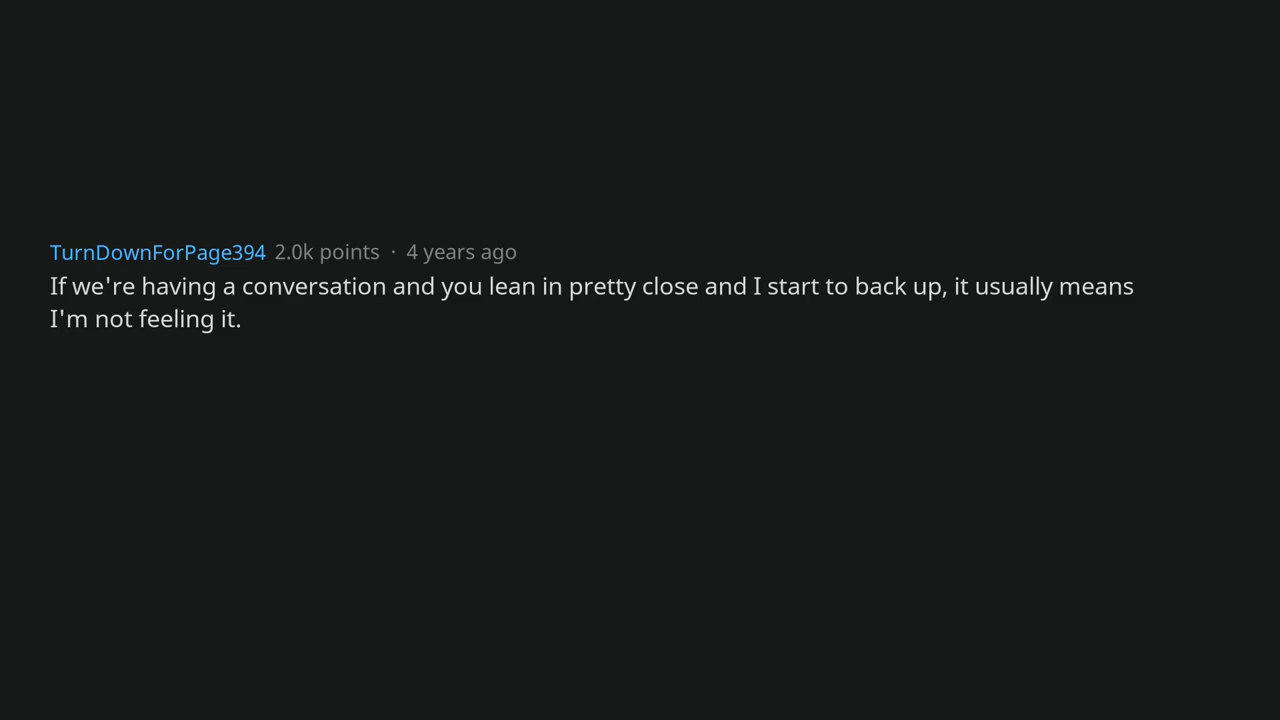 TurnDownForPage394 2.0k points · 4 years ago
If we're having a conversation and you lean in pretty close and I start to back up, it usually means
I'm not feeling it.